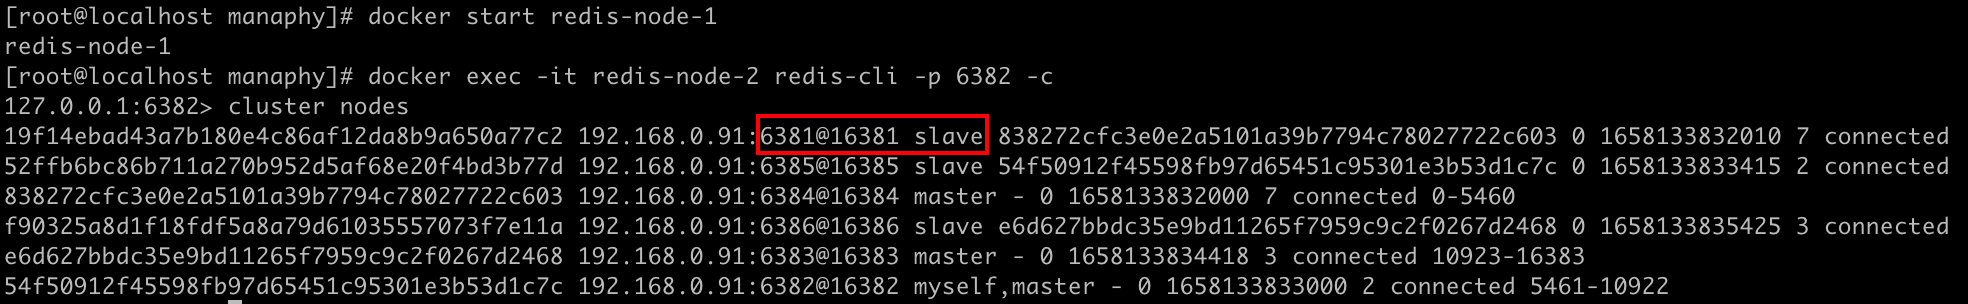 [root@localhost manaphy]# docker start redis-node-1
redis-node-1
[root@localhost manaphy]# docker exec -it redis-node-2 redis-cli -p 6382 -c
127.0.0.1:6382> cluster nodes
19f14ebad43a7b180e4c86af12da8b9a650a77c2 192.168.0.91:6381@16381 slave 838272cfc3e0e2a5101a39b7794c78027722c603 0 1658133832010 7 connected
52ffb6bc86b711a270b952d5af68e20f4bd3b77d 192.168.0.91:6385@16385 slave 54f50912f45598fb97d65451c95301e3b53d1c7c 0 1658133833415 2 connected
838272cfc3e0e2a5101a39b7794c78027722c603 192.168.0.91:6384@16384 master - 0 1658133832000 7 connected 0-5460
f90325a8d1f18fdf5a8a79d61035557073f7e11a 192.168.0.91:6386@16386 slave e6d627bbdc35e9bd11265f7959c9c2f0267d2468 0 1658133835425 3 connected
e6d627bbdc35e9bd11265f7959c9c2f0267d2468 192.168.0.91:6383@16383 master - 0 1658133834418 3 connected 10923-16383
54f50912f45598fb97d65451c95301e3b53d1c7c 192.168.0.91:6382@16382 myself,master - 0 1658133833000 2 connected 5461-10922